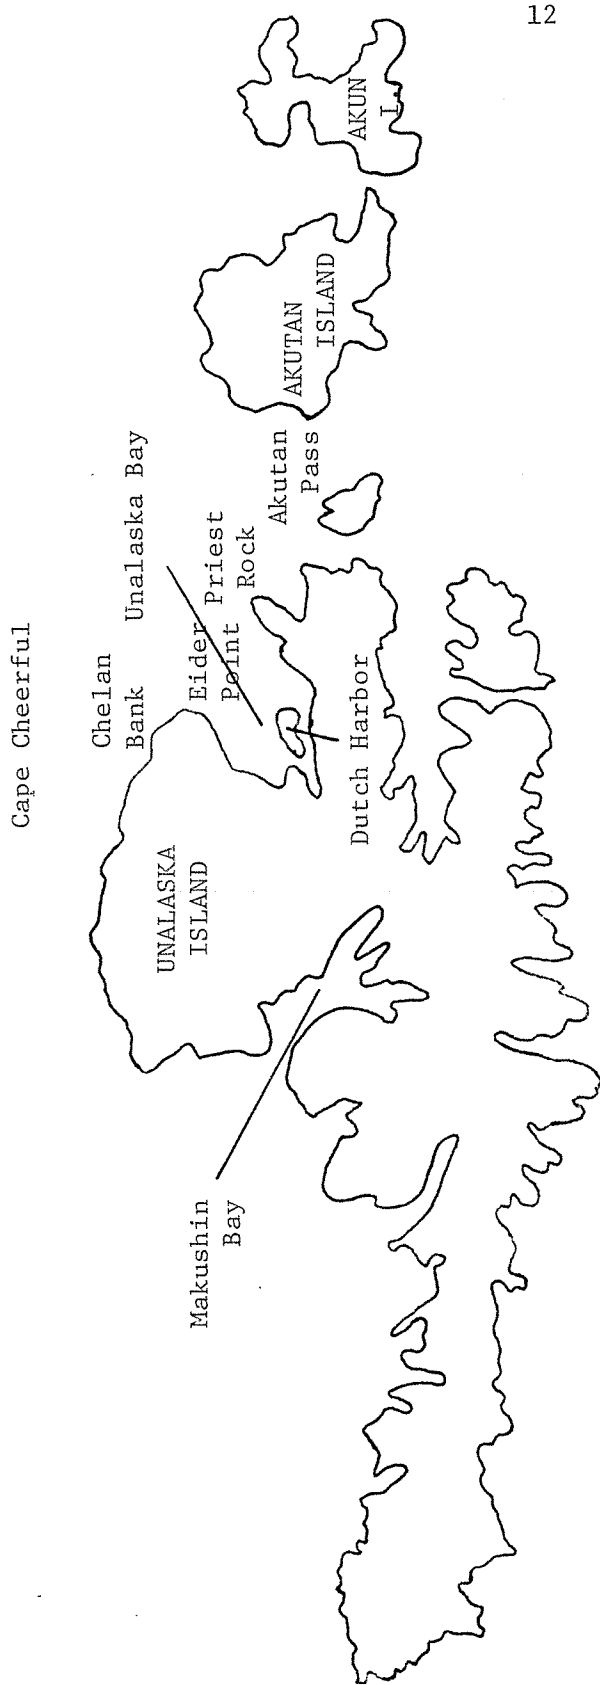 12
Cape Cheerful
Chelan
Bank
Unalaska Bay
Eider
Point
Priest
Rock
Akutan
Pass
AKUTAN
ISLAND
AKUN
I.
UNALASKA
ISLAND
Dutch Harbor
Makushin
Bay